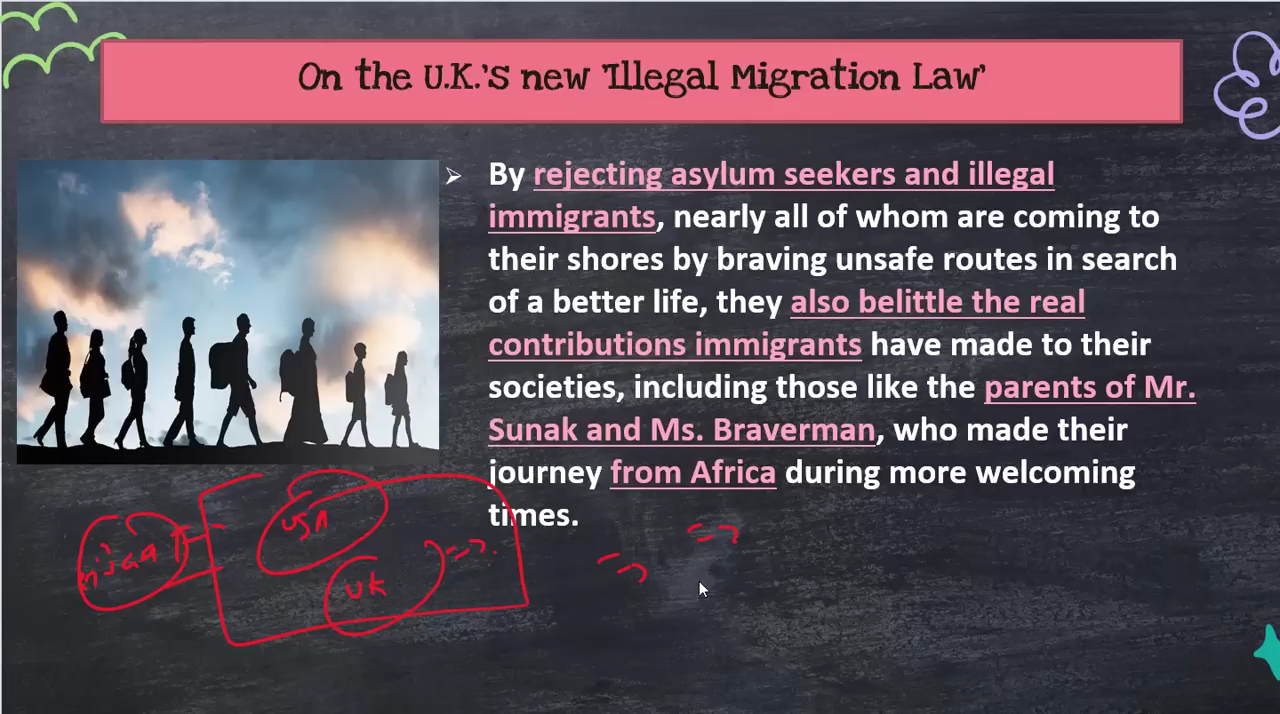 On the U.K.'s new 'Illegal Migration Law'
By rejecting asylum seekers and illegal
immigrants, nearly all of whom are coming to
their shores by braving unsafe routes in search
of a better life, they also belittle the real
contributions immigrants have made to their
societies, including those like the parents of Mr.
Sunak and Ms. Braverman, who made their
journey from Africa during more welcoming
times.
USA
UK